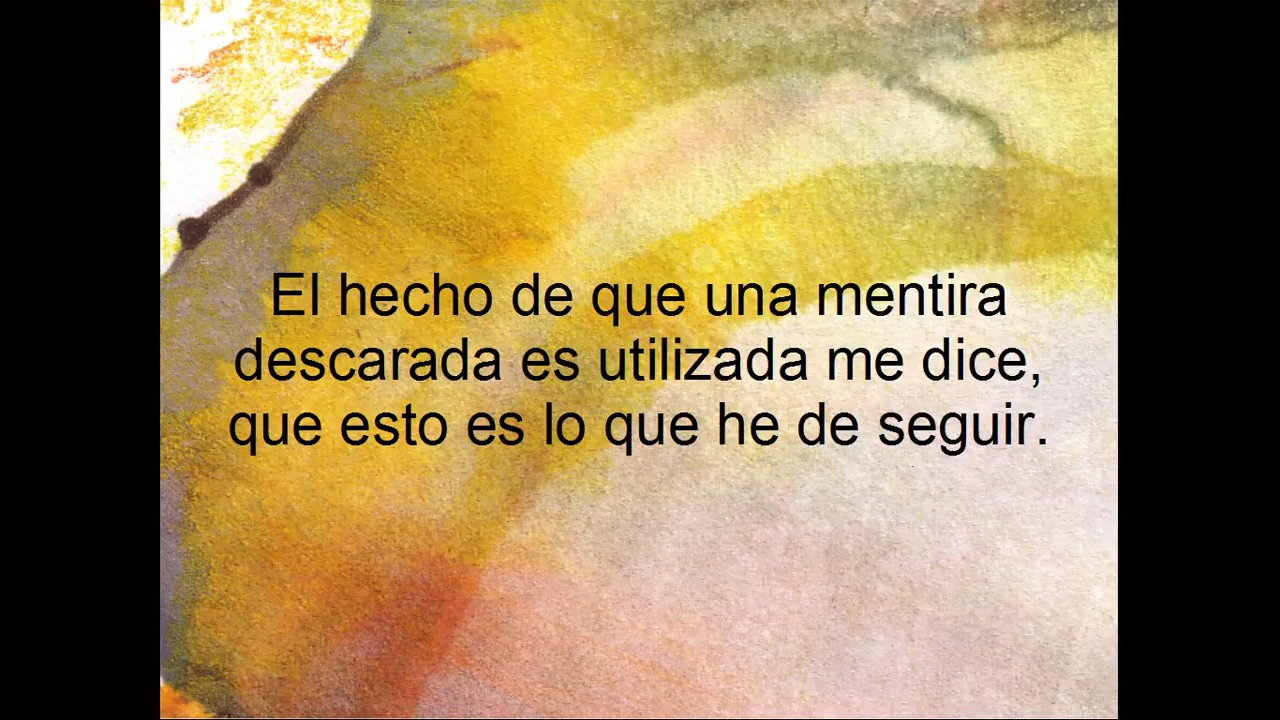 El hecho de que una mentira
descarada es utilizada me dice,
que esto es lo que he de seguir.